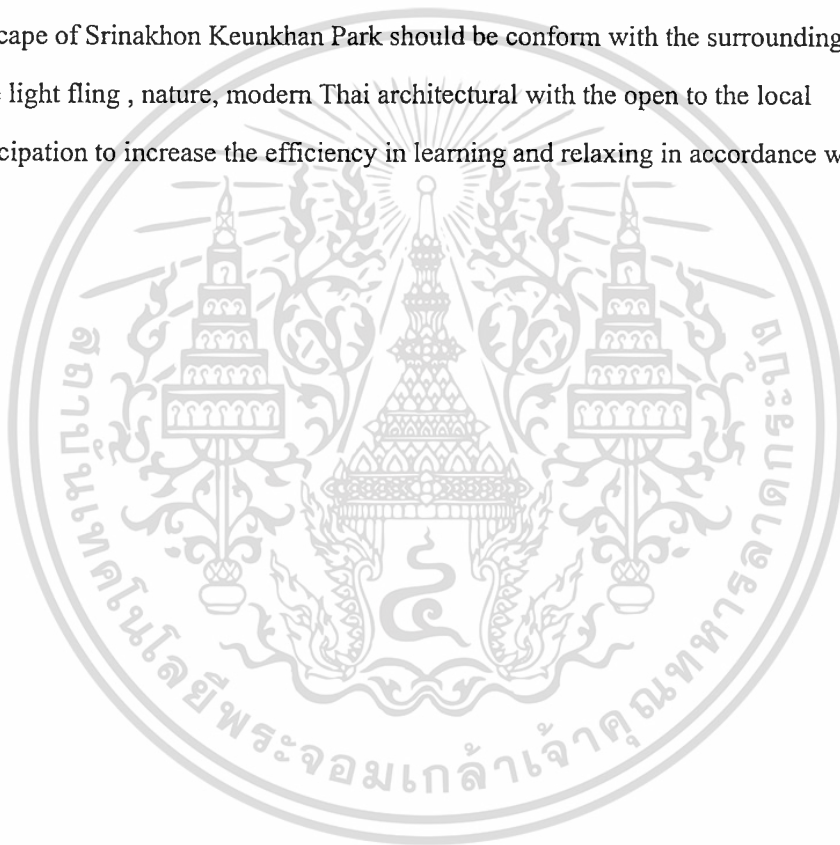 cape of Srinakhon Keunkhan Park should be conform with the surrounding
light fling , nature, modern Thai architectural with the open to the local
cipation to increase the efficiency in learning and relaxing in accordance w
สถาบันเทคโนโลยีพระจอมเกล้าเจ้าคุณทหารลาดกระบัง
๔